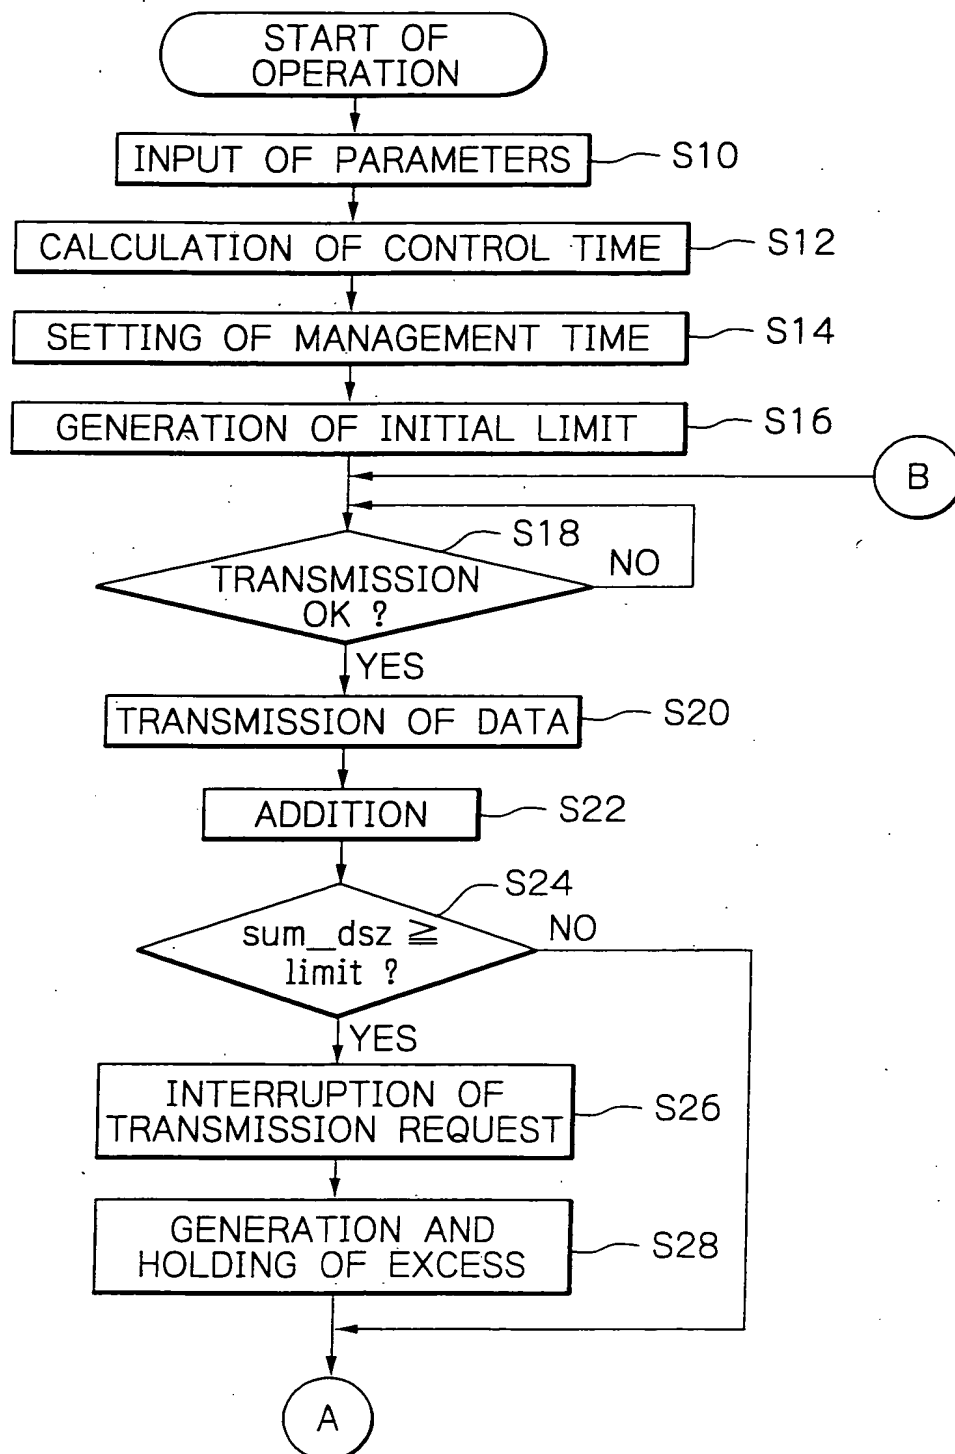 START OF
OPERATION
INPUT OF PARAMETERS
S10
CALCULATION OF CONTROL TIME
S12
SETTING OF MANAGEMENT TIME
S14
GENERATION OF INITIAL LIMIT
S16
B
S18
TRANSMISSION
OK ?
NO
YES
TRANSMISSION OF DATA
S20
ADDITION
S22
S24
sum_dsz ≧
limit ?
NO
YES
INTERRUPTION OF
TRANSMISSION REQUEST
S26
GENERATION AND
HOLDING OF EXCESS
S28
A